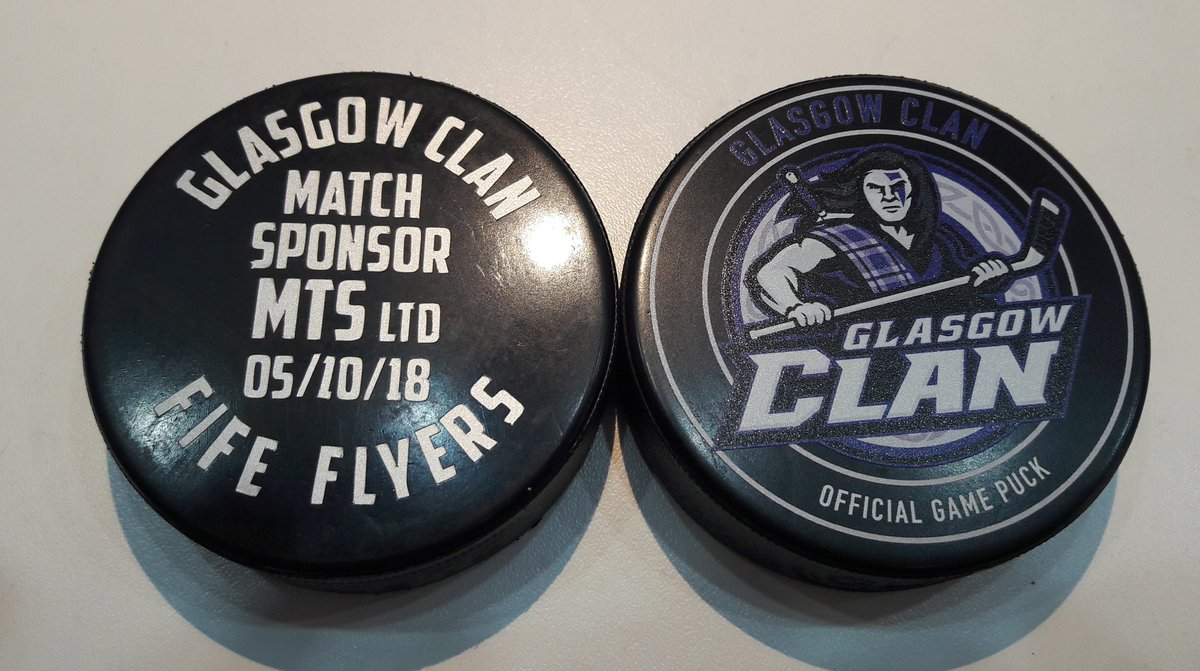 GLASGOW CLAN
MATCH
SPONSOR
MTS LTD
05/10/18
FIFE FLYERS
GLASGOW CLAN
GLASGOW
CLAN
OFFICIAL GAME PUCK